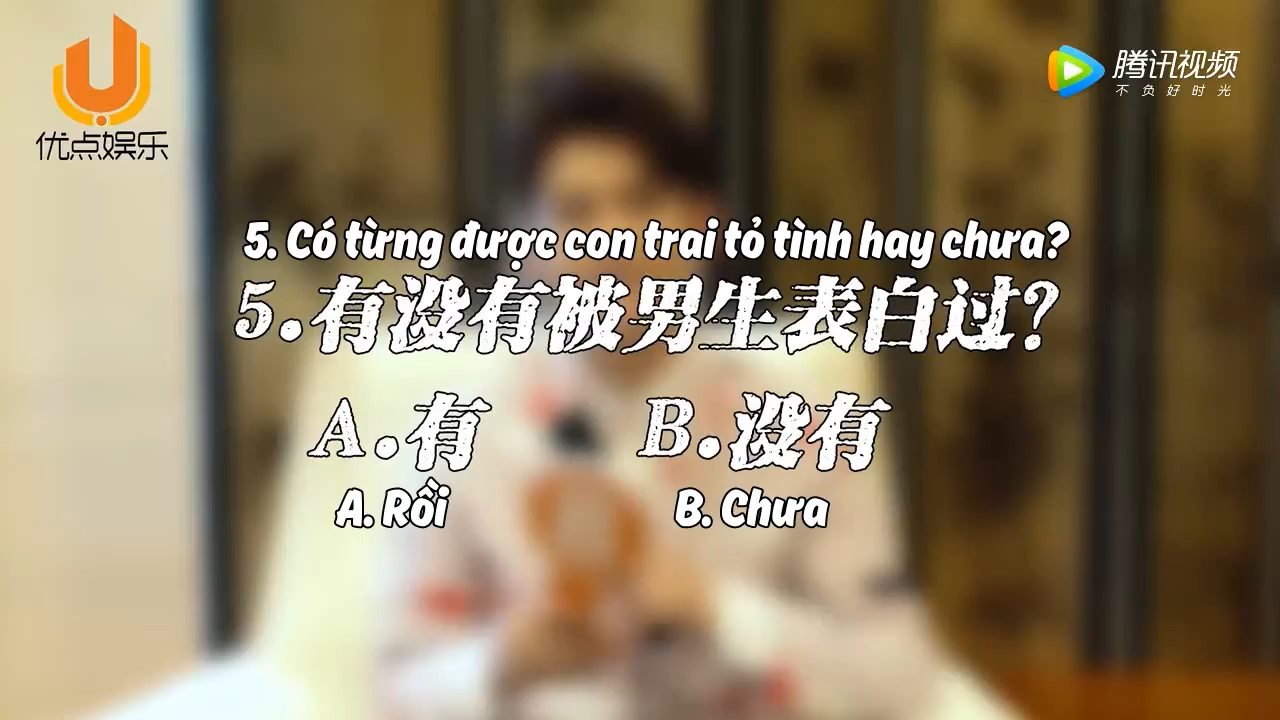 优点娱乐
腾讯视频
不负好时光
5. Có từng được con trai tỏ tình hay chưa?
5.有没有被男生表白过?
A.有 B.没有
A. Rồi B. Chưa